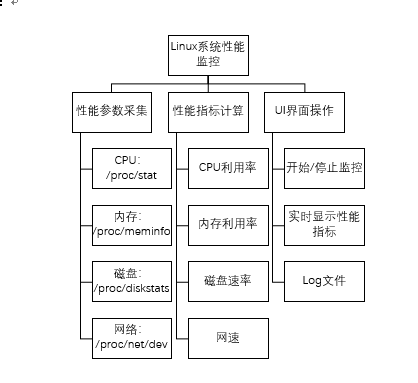 Linux系统性能
监控
性能参数采集
性能指标计算
UI界面操作
CPU:
/proc/stat
CPU利用率
开始/停止监控
内存:
/proc/meminfo
内存利用率
实时显示性能
指标
磁盘:
/proc/diskstats
磁盘速率
Log文件
网络:
/proc/net/dev
网速